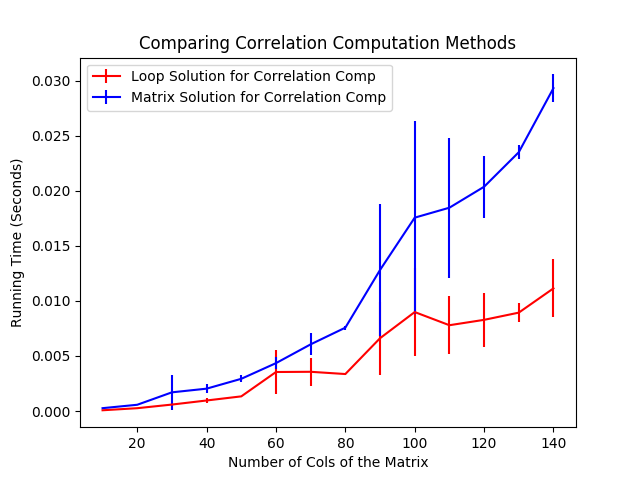 Comparing Correlation Computation Methods
Loop Solution for Correlation Comp
Matrix Solution for Correlation Comp
Running Time (Seconds)
0.030
0.025
0.020
0.015
0.010
0.005
0.000
20 40 60 80 100 120 140
Number of Cols of the Matrix